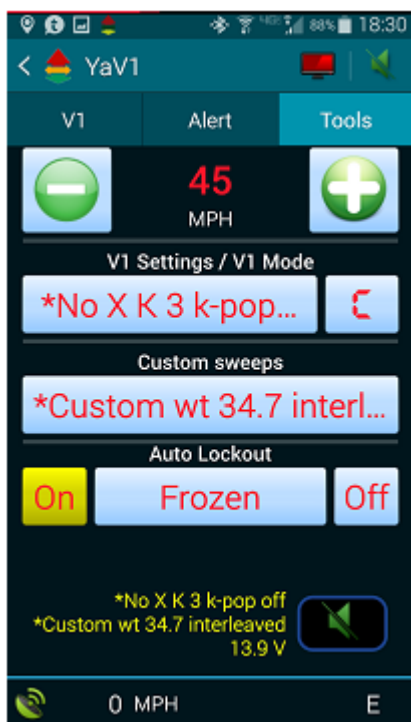 88% 18:30
< YaV1
V1 Alert Tools
45
MPH
V1 Settings / V1 Mode
*No X K 3 k-pop... C
Custom sweeps
*Custom wt 34.7 interl...
Auto Lockout
On Frozen Off
*No X K 3 k-pop off
*Custom wt 34.7 interleaved
13.9 V
0 MPH E